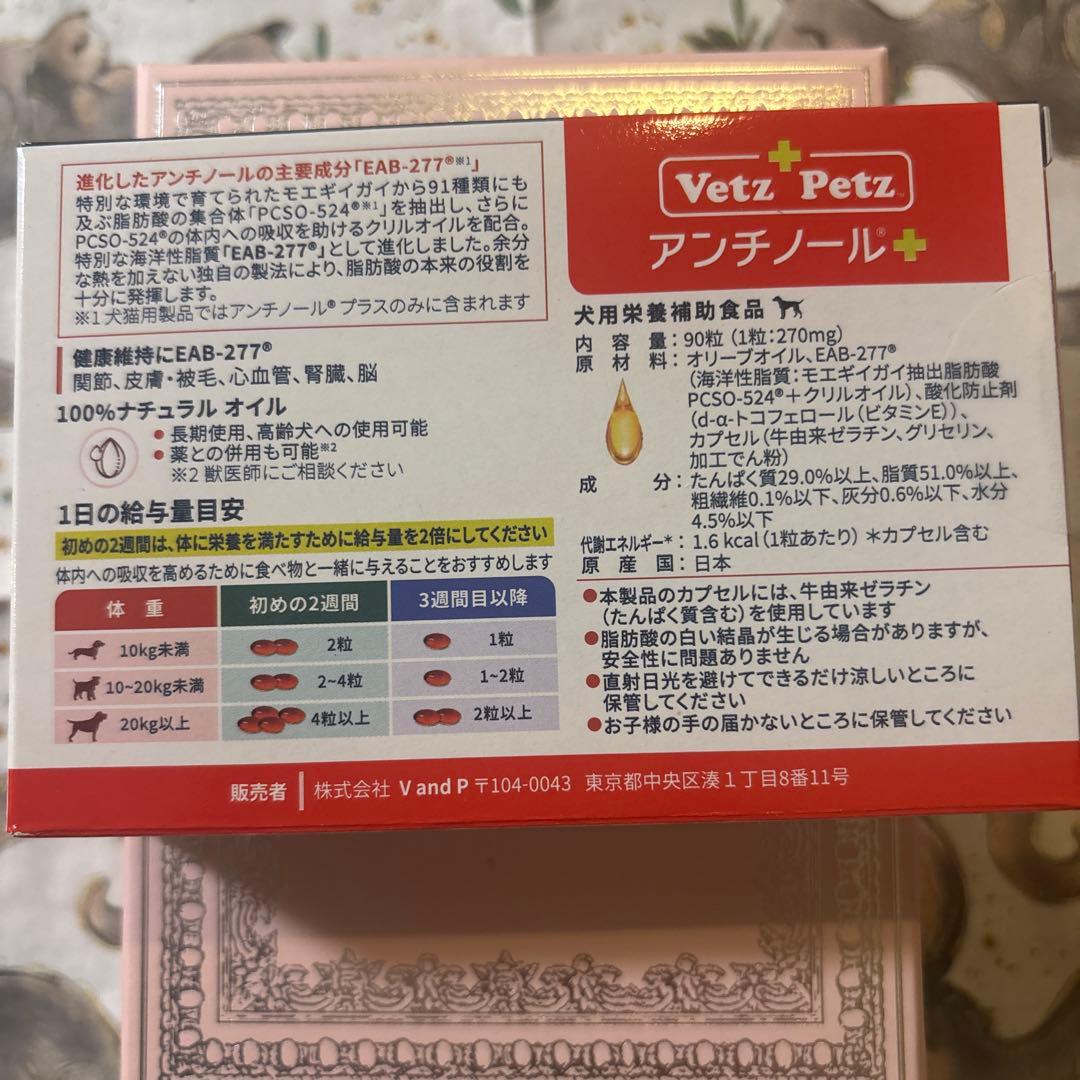 進化したアンチノールの主要成分「EAB-277®※1」
特別な環境で育てられたモエギイガイから91種類にも
及ぶ脂肪酸の集合体「PCSO-524®※1」を抽出し、さらに
PCSO-524®の体内への吸収を助けるクリルオイルを配合。
特別な海洋性脂質「EAB-277®」として進化しました。余分
な熱を加えない独自の製法により、脂肪酸の本来の役割を
十分に発揮します。
※1 犬猫用製品ではアンチノール® プラスのみに含まれます
健康維持にEAB-277®
関節、皮膚・被毛、心血管、腎臓、脳
100%ナチュラル オイル
●長期使用、高齢犬への使用可能
●薬との併用も可能※2
※2 獣医師にご相談ください
1日の給与量目安
初めの2週間は、体に栄養を満たすために給与量を2倍にしてください
体内への吸収を高めるために食べ物と一緒に与えることをおすすめします
体 重 初めの2週間 3週間目以降
10kg未満 2粒 1粒
10~20kg未満 2~4粒 1~2粒
20kg以上 4粒以上 2粒以上
Vetz Petz™
アンチノール®
犬用栄養補助食品
内容量:90粒(1粒:270mg)
原材料:オリーブオイル、EAB-277®
(海洋性脂質:モエギイガイ抽出脂肪酸
PCSO-524®+クリルオイル)、酸化防止剤
(d-α-トコフェロール(ビタミンE))、
カプセル(牛由来ゼラチン、グリセリン、
加工でん粉)
成分:たんぱく質29.0%以上、脂質51.0%以上、
粗繊維0.1%以下、灰分0.6%以下、水分
4.5%以下
代謝エネルギー*:1.6 kcal(1粒あたり) *カプセル含む
原産国:日本
●本製品のカプセルには、牛由来ゼラチン
(たんぱく質含む)を使用しています
●脂肪酸の白い結晶が生じる場合がありますが、
安全性に問題ありません
●直射日光を避けてできるだけ涼しいところに
保管してください
●お子様の手の届かないところに保管してください
販売者 株式会社 V and P 〒104-0043 東京都中央区湊1丁目8番11号